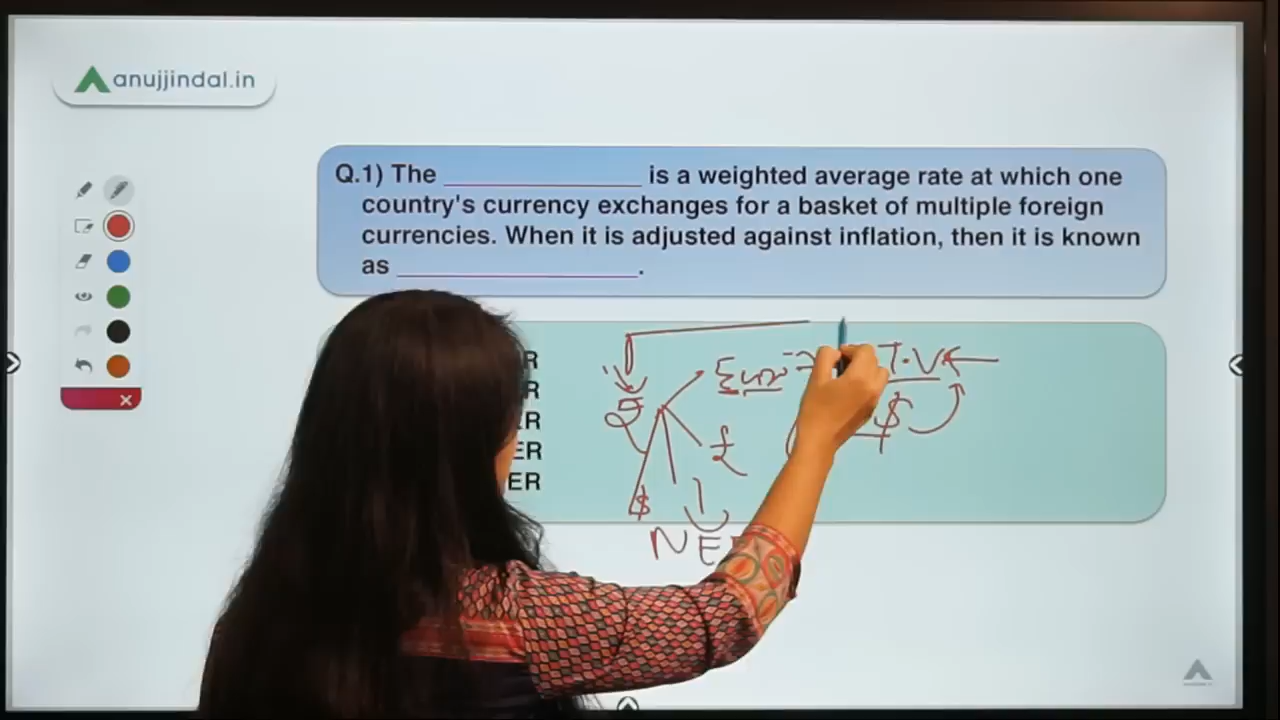 anujjindal.in
Q.1) The ______________ is a weighted average rate at which one
country's currency exchanges for a basket of multiple foreign
currencies. When it is adjusted against inflation, then it is known
as _________________.
R
R
ER
ER
ER
Euro
T.V
$
£
$
NE